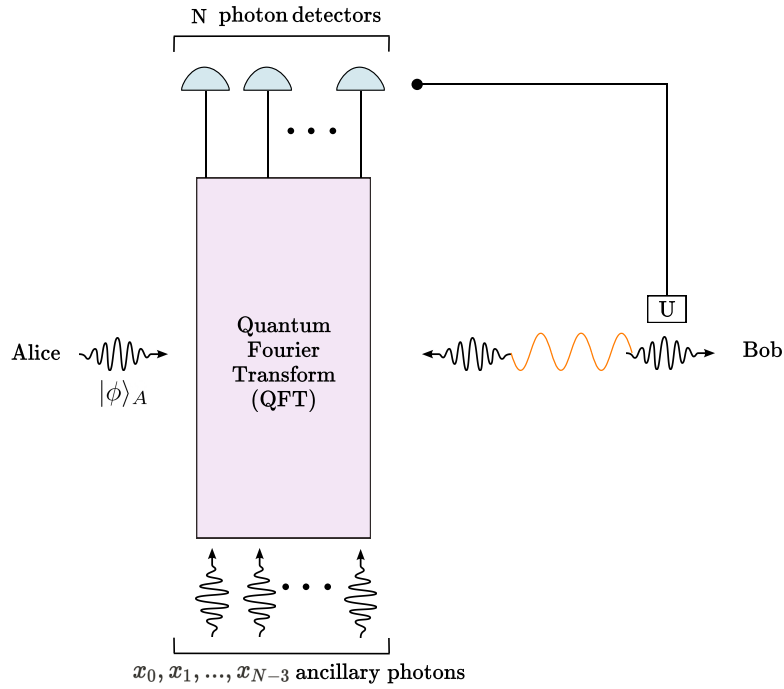 N photon detectors
Quantum
Fourier
Transform
(QFT)
U
Alice
Bob
|ϕ⟩_A
x_0, x_1, ..., x_{N−3} ancillary photons